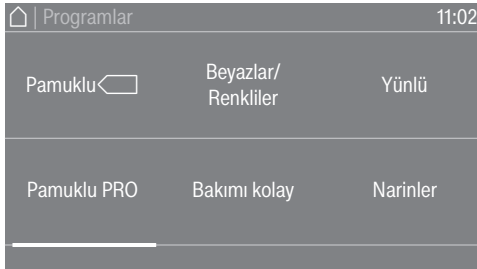 Programlar 11:02
Pamuklu
Beyazlar/
Renkliler
Yünlü
Pamuklu PRO
Bakımı kolay
Narinler